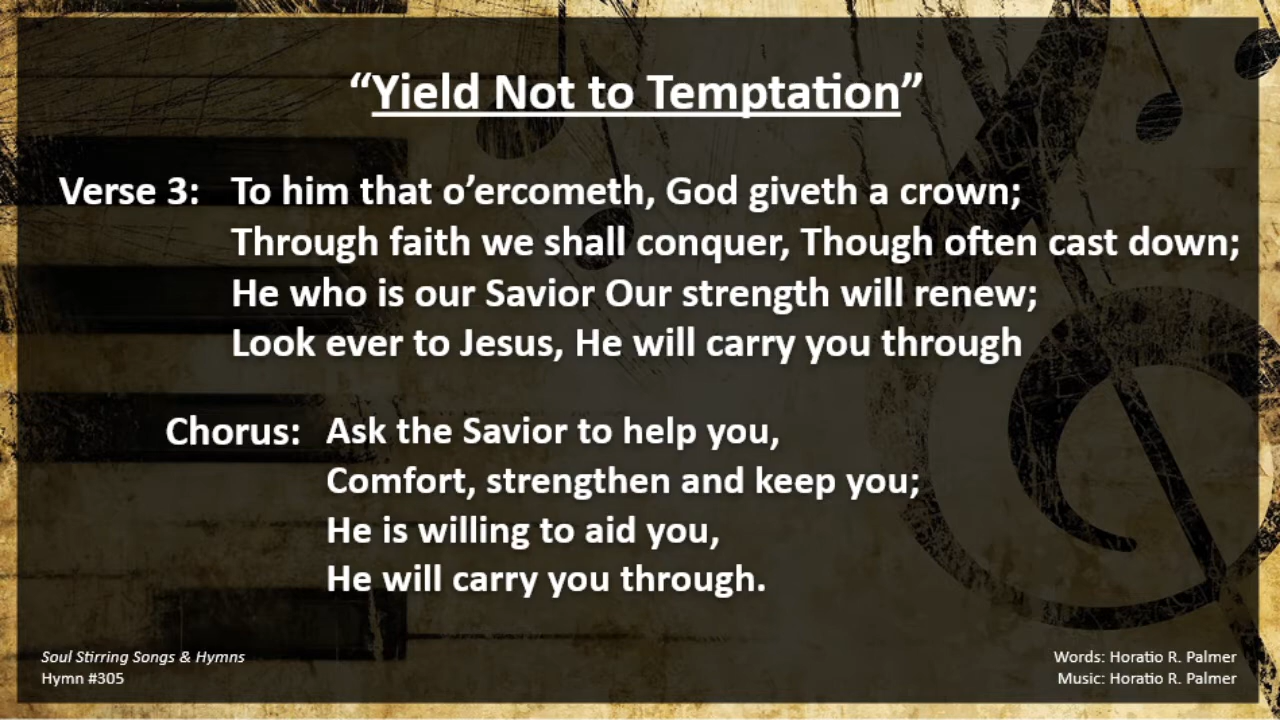 “Yield Not to Temptation”
Verse 3: To him that o’ercometh, God giveth a crown;
Through faith we shall conquer, Though often cast down;
He who is our Savior Our strength will renew;
Look ever to Jesus, He will carry you through
Chorus: Ask the Savior to help you,
Comfort, strengthen and keep you;
He is willing to aid you,
He will carry you through.
Soul Stirring Songs & Hymns
Hymn #305
Words: Horatio R. Palmer
Music: Horatio R. Palmer